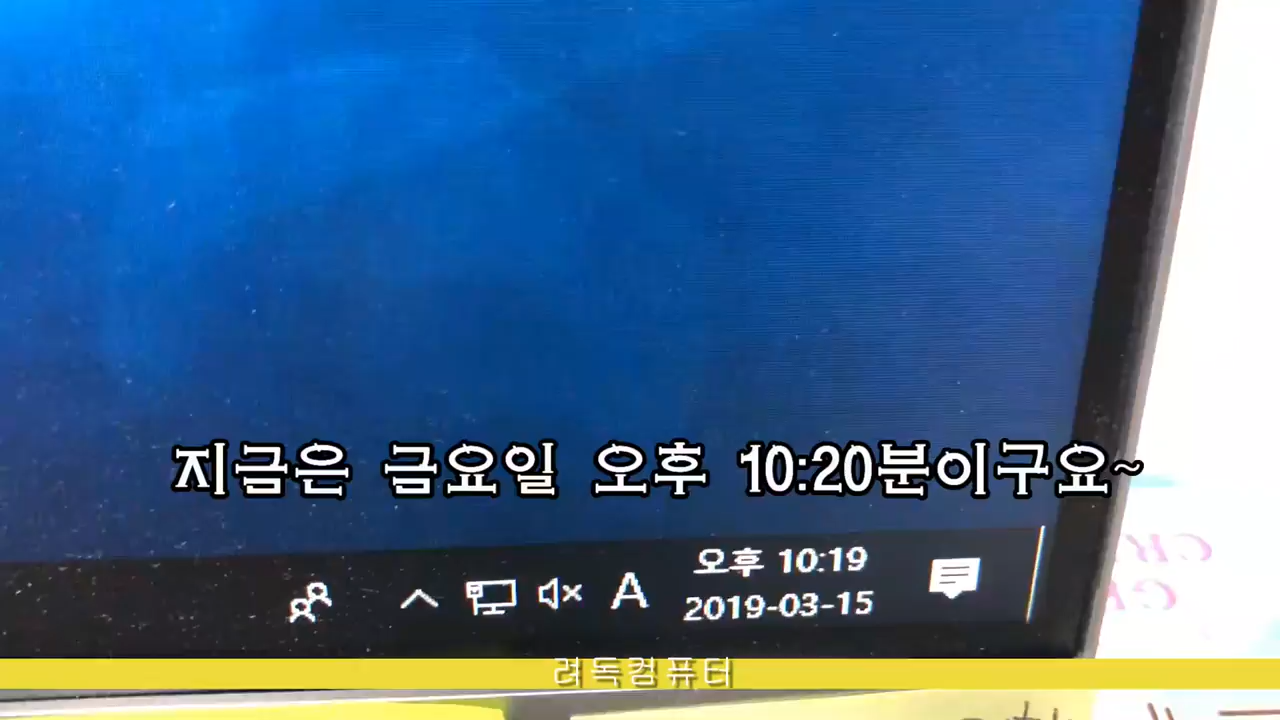 지금은 금요일 오후 10:20분이구요~
오후 10:19
A
2019-03-15
려독컴퓨터